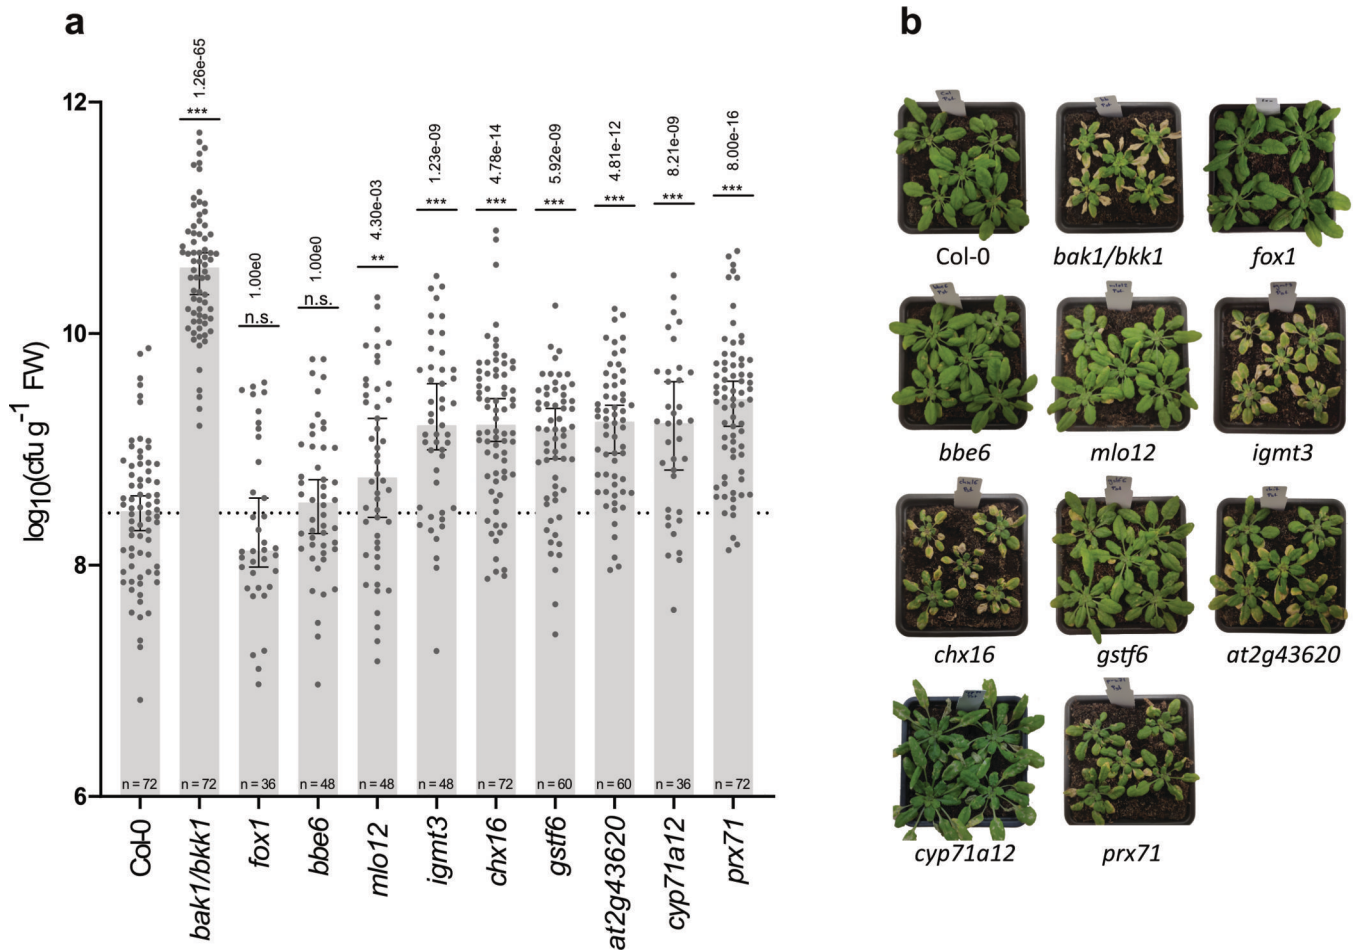 a
b
log10(cfu g-1 FW)
12
10
8
6
1.26e-65
***
1.00e0
n.s.
1.00e0
n.s.
4.30e-03
**
1.23e-09
***
4.78e-14
***
5.92e-09
***
4.81e-12
***
8.21e-09
***
8.00e-16
***
n = 72
n = 72
n = 36
n = 48
n = 48
n = 48
n = 72
n = 60
n = 60
n = 36
n = 72
Col-0
bak1/bkk1
fox1
bbe6
mlo12
igmt3
chx16
gstf6
at2g43620
cyp71a12
prx71
Col-0
bak1/bkk1
fox1
bbe6
mlo12
igmt3
chx16
gstf6
at2g43620
cyp71a12
prx71